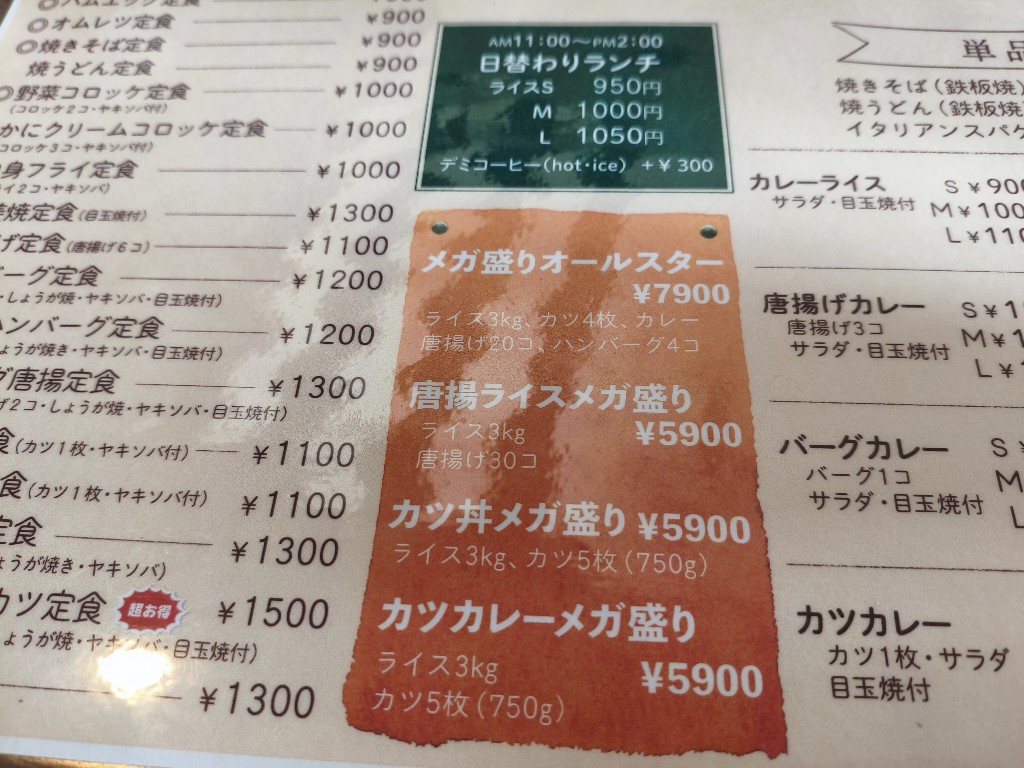 ハムエッグ定食
◎オムレツ定食 ¥900
◎焼きそば定食 ¥900
焼うどん定食 ¥900
野菜コロッケ定食 ¥1000
(コロッケ2コ・ヤキソバ付)
かにクリームコロッケ定食 ¥1000
コロッケ3コ・ヤキソバ付)
身フライ定食 ¥1000
イ2コ・ヤキソバ)
焼定食(目玉焼付) ¥1300
げ定食(唐揚げ6コ) ¥1100
ーグ定食 ¥1200
・しょうが焼・ヤキソバ・目玉焼付)
ハンバーグ定食 ¥1200
ょうが焼き・ヤキソバ・目玉焼付)
グ唐揚定食 ¥1300
げ2コ・しょうが焼・ヤキソバ・目玉焼付)
食(カツ1枚・ヤキソバ付) ¥1100
食(カツ1枚・ヤキソバ付) ¥1100
定食 ¥1300
ょうが焼き・ヤキソバ)
カツ定食 超お得 ¥1500
しょうが焼・ヤキソバ・目玉焼付)
¥1300
AM11:00〜PM2:00
日替わりランチ
ライスS 950円
M 1000円
L 1050円
デミコーヒー(hot・ice) +¥300
メガ盛りオールスター
¥7900
ライス3kg、カツ4枚、カレー
唐揚げ20コ、ハンバーグ4コ
唐揚ライスメガ盛り
ライス3kg ¥5900
唐揚げ30コ
カツ丼メガ盛り ¥5900
ライス3kg、カツ5枚(750g)
カツカレーメガ盛り
ライス3kg ¥5900
カツ5枚(750g)
単品
焼きそば(鉄板焼)
焼うどん(鉄板焼
イタリアンスパゲ
カレーライス S¥900
サラダ・目玉焼付 M¥100
L¥110
唐揚げカレー S¥1
唐揚げ3コ M¥1
サラダ・目玉焼付 L¥1
バーグカレー S¥
バーグ1コ M
サラダ・目玉焼付 L
カツカレー
カツ1枚・サラダ
目玉焼付